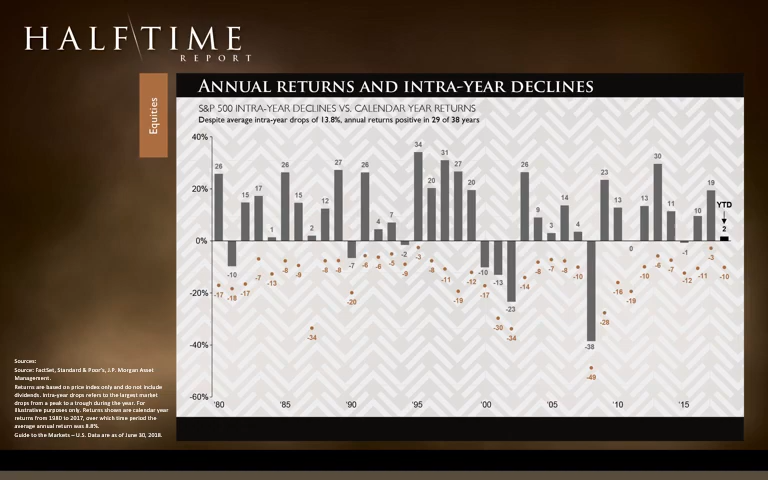 HALF\TIME
REPORT
Equities
ANNUAL RETURNS AND INTRA-YEAR DECLINES
S&P 500 INTRA-YEAR DECLINES VS. CALENDAR YEAR RETURNS
Despite average intra-year drops of 13.8%, annual returns positive in 29 of 38 years
40%
20%
0%
-20%
-40%
-60%
26 -10 15 17 1 26 15 2 12 27 -7 26 4 7 -2 34 20 31 27 20 -10 -13 -23 26 9 3 14 4 -38 23 13 0 13 30 11 -1 10 19
YTD
2
-17 -18 -17 -7 -13 -8 -9 -34 -8 -8 -20 -6 -6 -5 -9 -3 -8 -11 -19 -12 -17 -30 -34 -14 -8 -7 -8 -10 -49 -28 -16 -19 -10 -6 -7 -12 -11 -3 -10
'80 '85 '90 '95 '00 '05 '10 '15
Sources:
Source: FactSet, Standard & Poor's, J.P. Morgan Asset
Management.
Returns are based on price index only and do not include
dividends. Intra-year drops refers to the largest market
drops from a peak to a trough during the year. For
illustrative purposes only. Returns shown are calendar year
returns from 1980 to 2017, over which time period the
average annual return was 8.8%.
Guide to the Markets – U.S. Data are as of June 30, 2018.